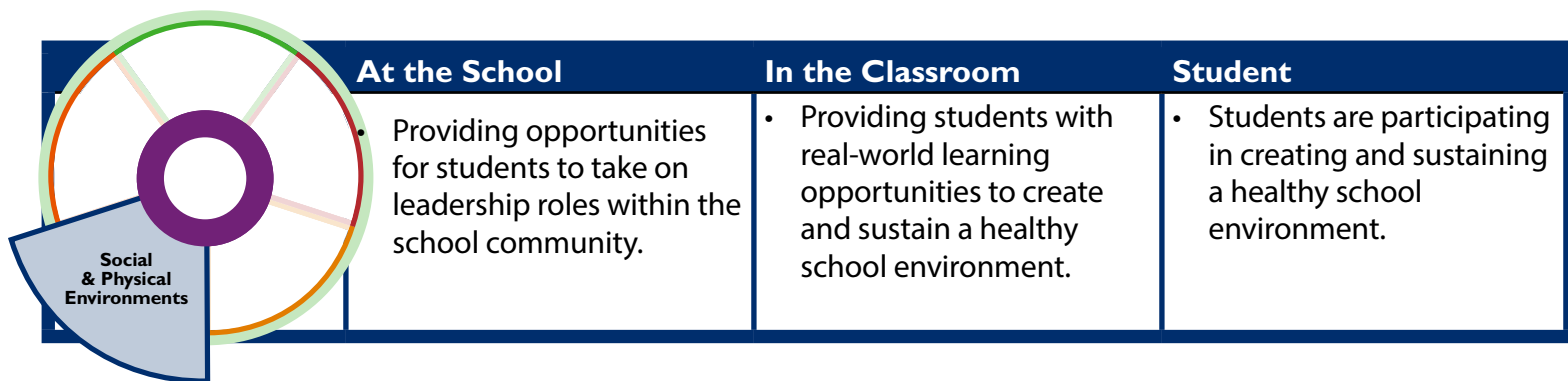 At the School
In the Classroom
Student
• Providing opportunities
for students to take on
leadership roles within the
school community.
• Providing students with
real-world learning
opportunities to create
and sustain a healthy
school environment.
• Students are participating
in creating and sustaining
a healthy school
environment.
Social
& Physical
Environments